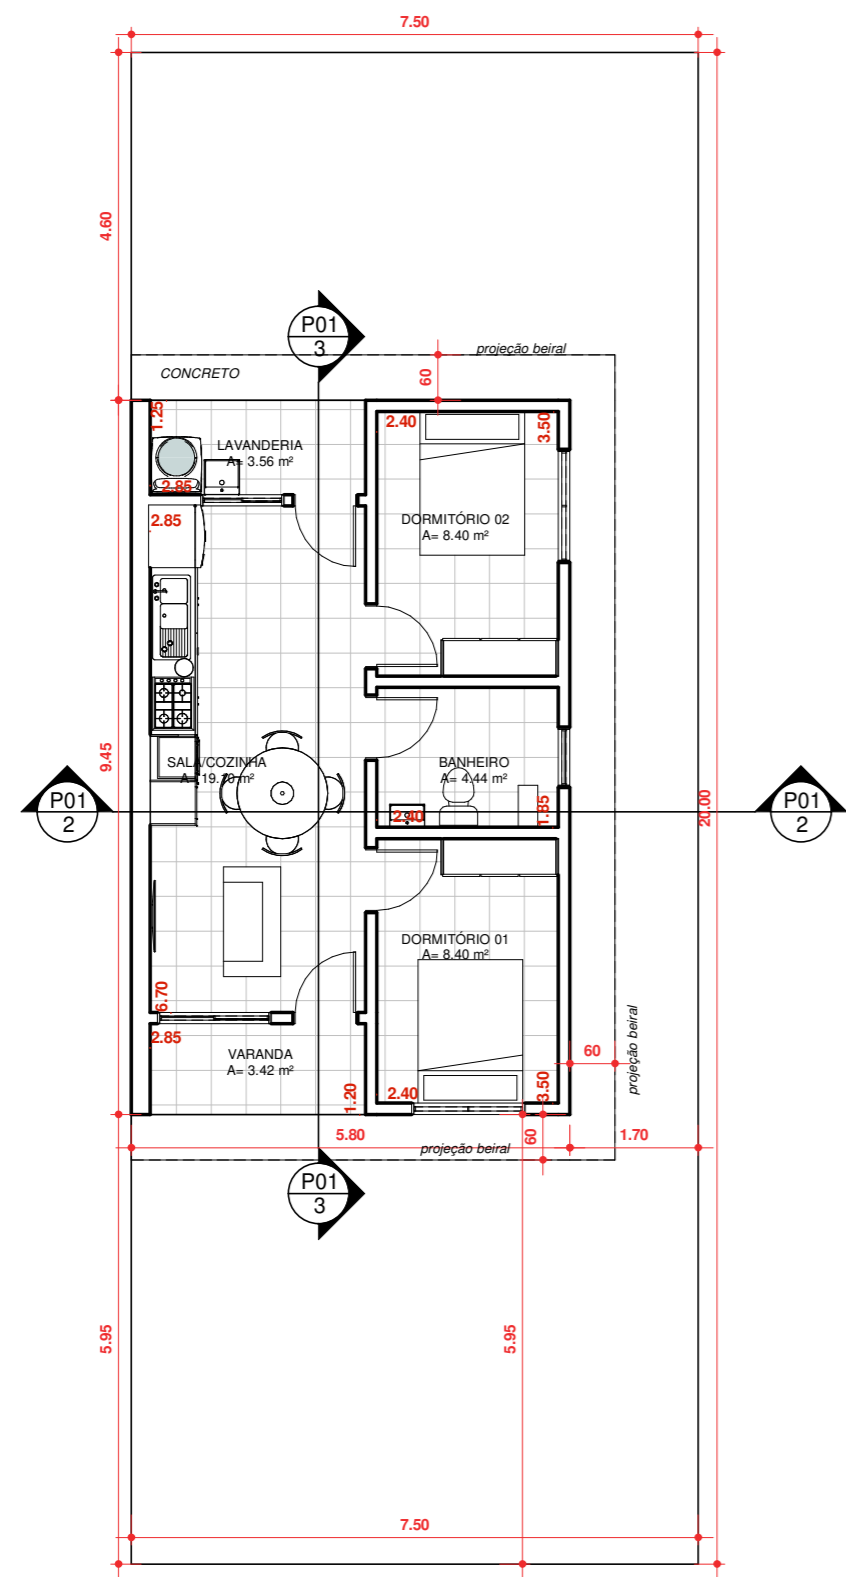 7.50
4.60
P01
3
projeção beiral
CONCRETO
60
1.25
2.40
3.50
LAVANDERIA
A= 3.56 m²
2.85
2.85
DORMITÓRIO 02
A= 8.40 m²
9.45
SALA/COZINHA
A= 19.10 m²
BANHEIRO
A= 4.44 m²
P01
2
2.40
1.85
20.00
P01
2
DORMITÓRIO 01
A= 8.40 m²
6.70
2.85
VARANDA
A= 3.42 m²
1.20
2.40
3.50
60
projeção beiral
5.80
60
1.70
projeção beiral
P01
3
5.95
5.95
7.50